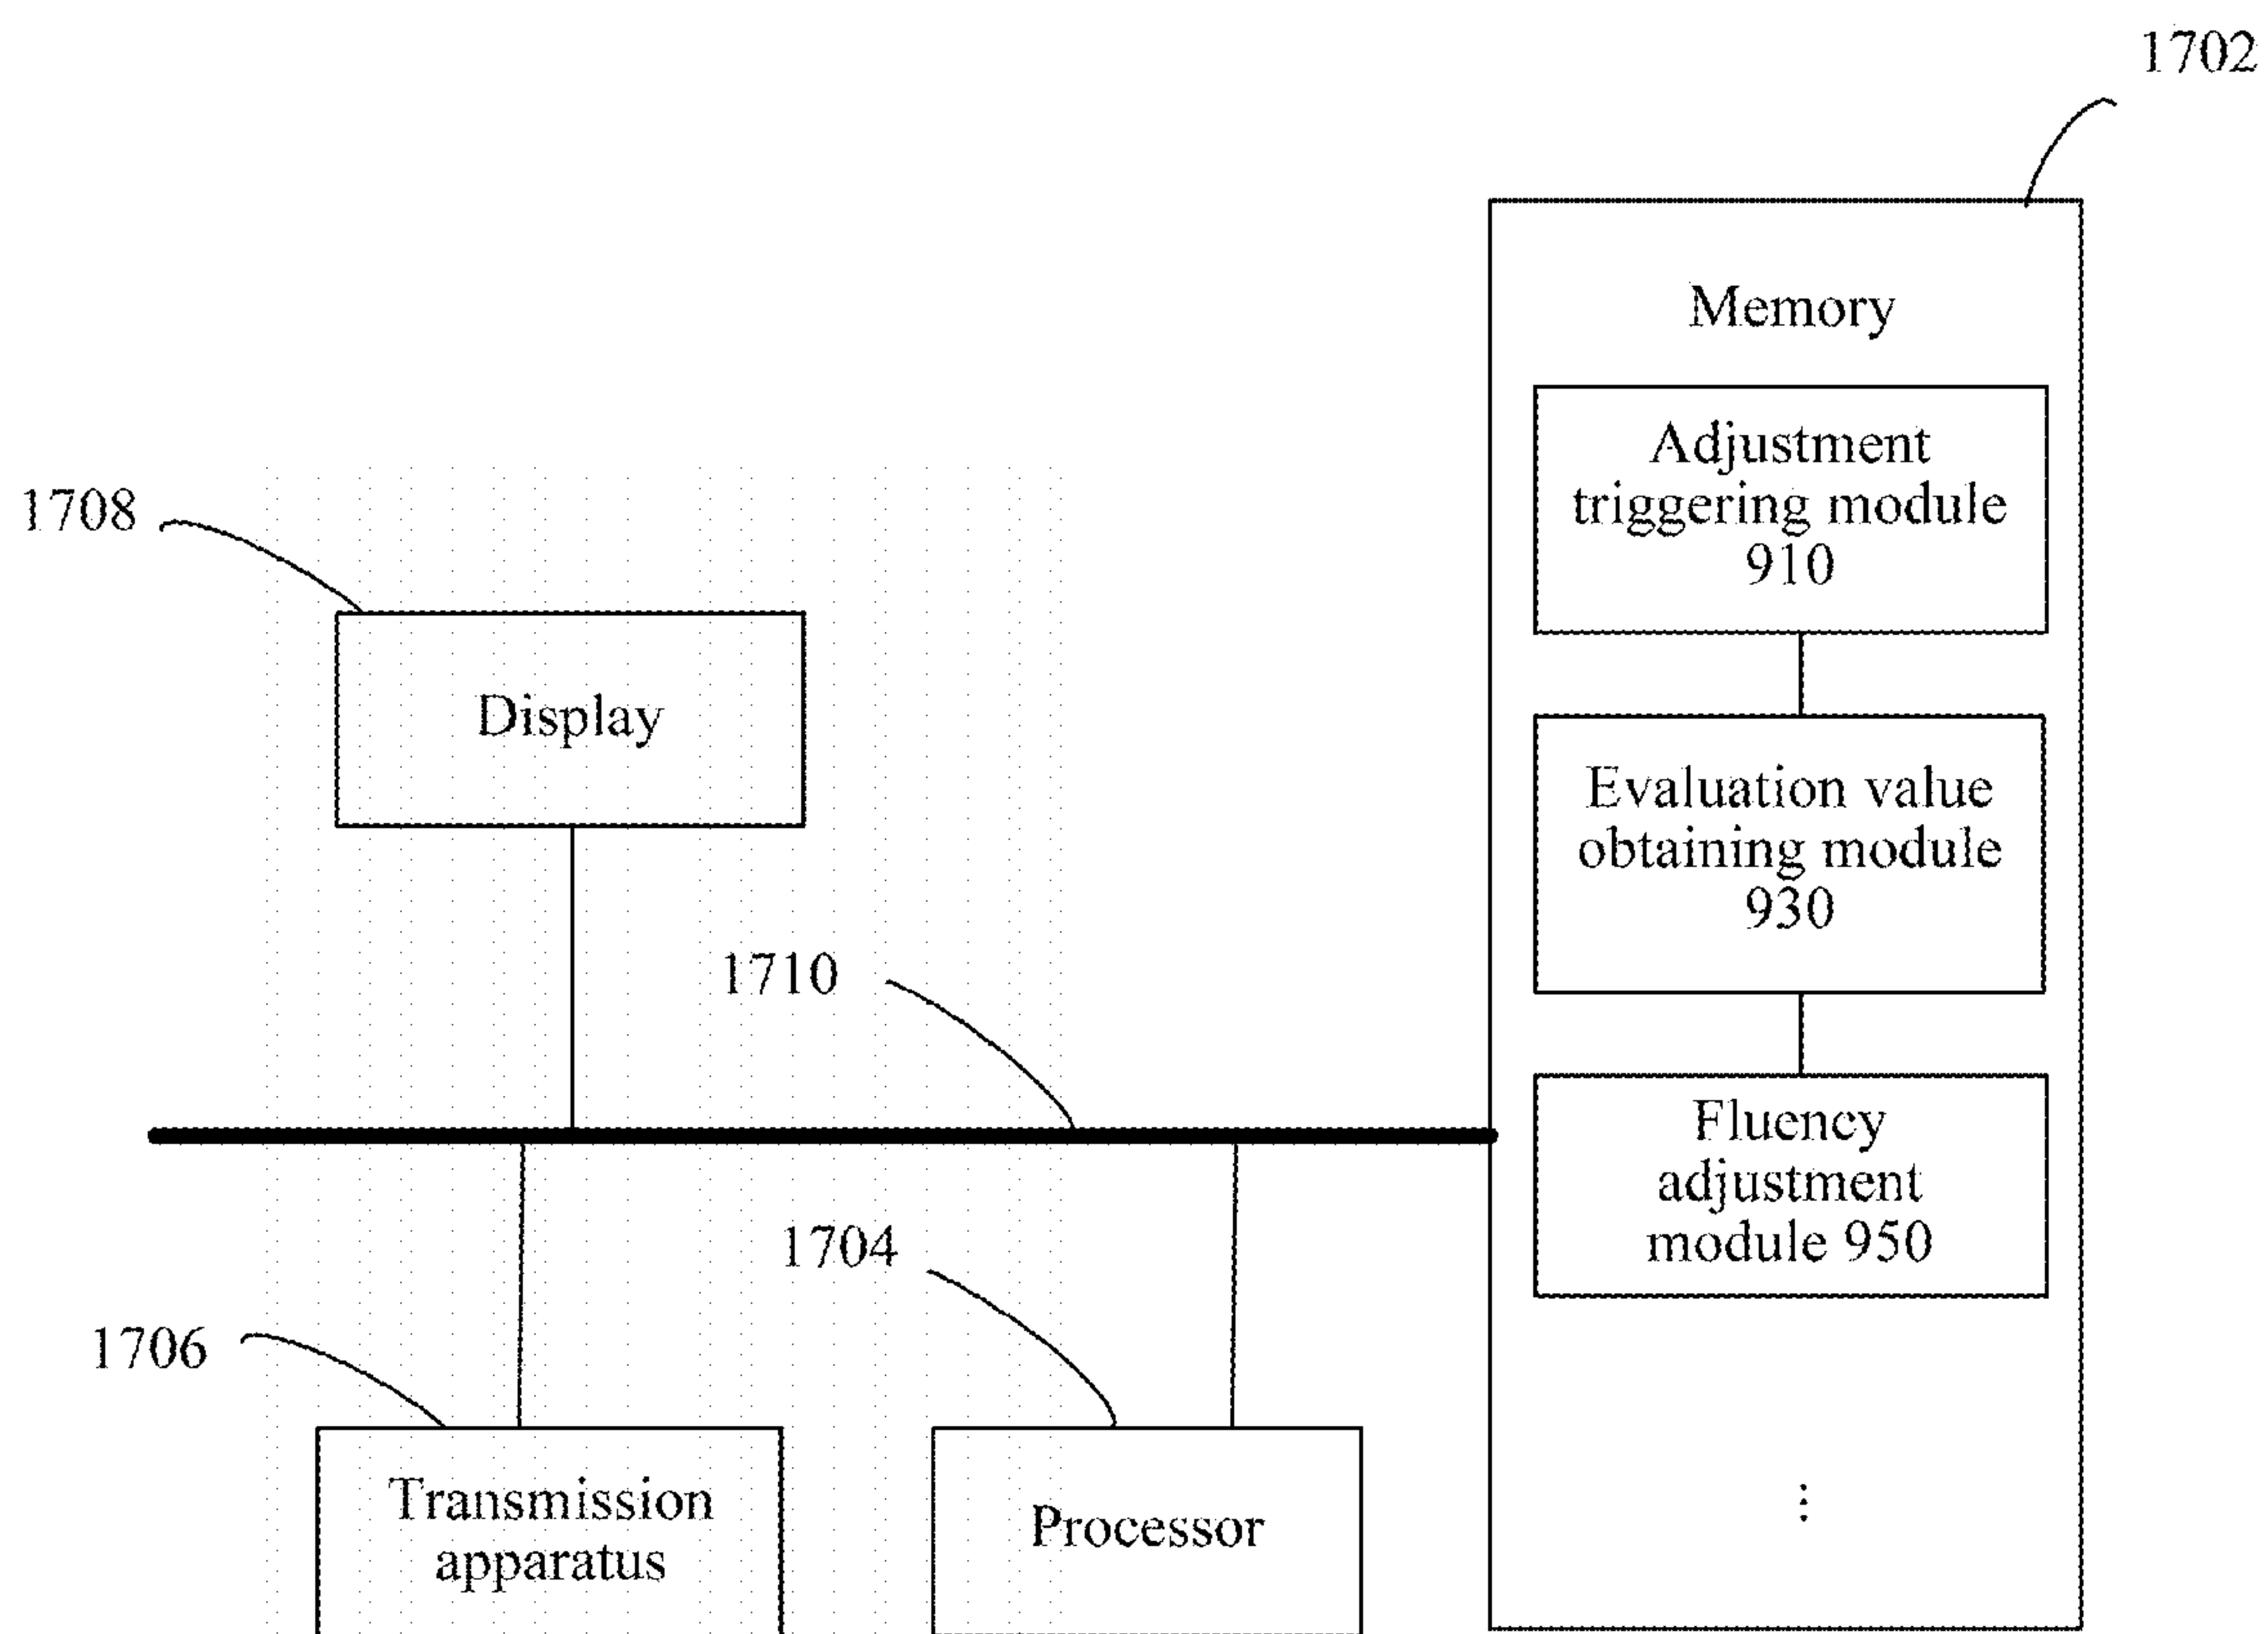 1702
Memory
Adjustment
triggering module
910
1708
Display
Evaluation value
obtaining module
930
1710
Fluency
adjustment
module 950
1704
1706
Transmission
apparatus
Processor
⋮